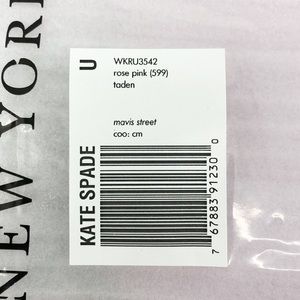 NEW YORK
KATE SPADE
U
WKRU3542
rose pink (599)
taden
mavis street
coo: cm
7 67883 91230 0